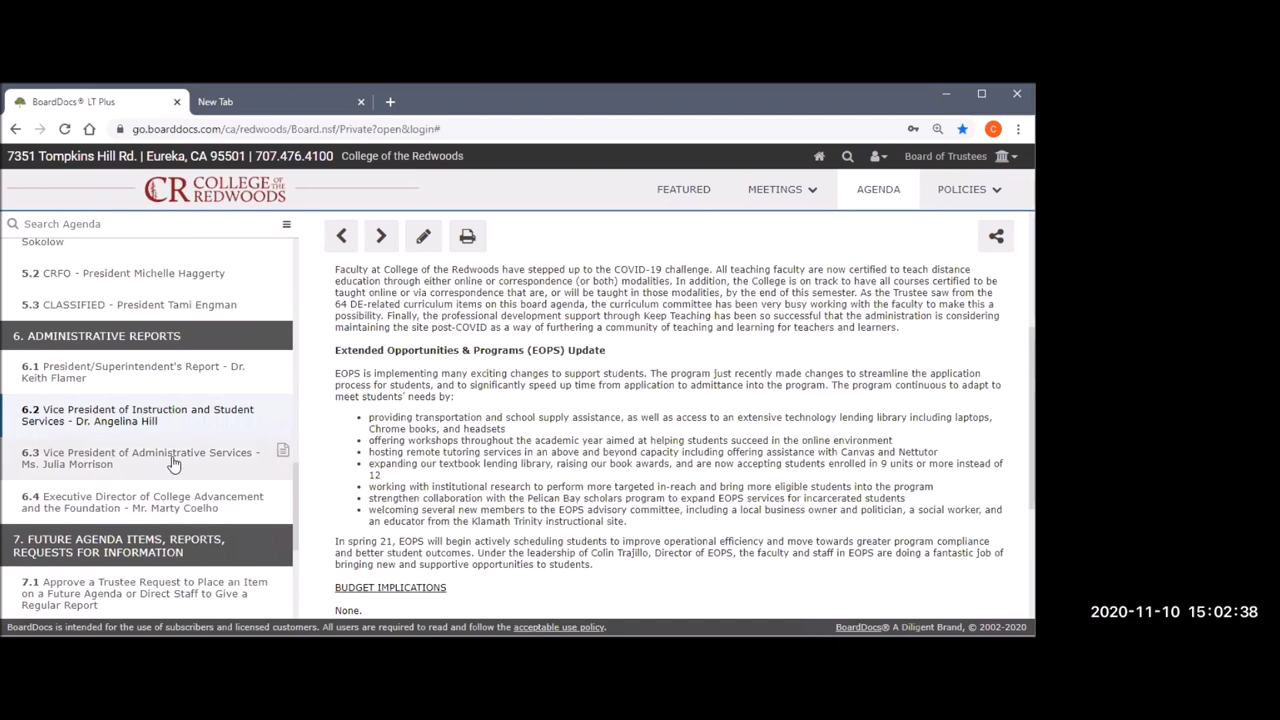 BoardDocs® LT Plus
New Tab
go.boarddocs.com/ca/redwoods/Board.nsf/Private?open&login#
C
7351 Tompkins Hill Rd. | Eureka, CA 95501 | 707.476.4100 College of the Redwoods
Board of Trustees
CR COLLEGE OF THE REDWOODS
FEATURED
MEETINGS
AGENDA
POLICIES
Search Agenda
Sokolow
5.2 CRFO - President Michelle Haggerty
5.3 CLASSIFIED - President Tami Engman
6. ADMINISTRATIVE REPORTS
6.1 President/Superintendent's Report - Dr.
Keith Flamer
6.2 Vice President of Instruction and Student
Services - Dr. Angelina Hill
6.3 Vice President of Administrative Services -
Ms. Julia Morrison
6.4 Executive Director of College Advancement
and the Foundation - Mr. Marty Coelho
7. FUTURE AGENDA ITEMS, REPORTS,
REQUESTS FOR INFORMATION
7.1 Approve a Trustee Request to Place an Item
on a Future Agenda or Direct Staff to Give a
Regular Report
Faculty at College of the Redwoods have stepped up to the COVID-19 challenge. All teaching faculty are now certified to teach distance
education through either online or correspondence (or both) modalities. In addition, the College is on track to have all courses certified to be
taught online or via correspondence that are, or will be taught in those modalities, by the end of this semester. As the Trustee saw from the
64 DE-related curriculum items on this board agenda, the curriculum committee has been very busy working with the faculty to make this a
possibility. Finally, the professional development support through Keep Teaching has been so successful that the administration is considering
maintaining the site post-COVID as a way of furthering a community of teaching and learning for teachers and learners.
Extended Opportunities & Programs (EOPS) Update
EOPS is implementing many exciting changes to support students. The program just recently made changes to streamline the application
process for students, and to significantly speed up time from application to admittance into the program. The program continuous to adapt to
meet students' needs by:
• providing transportation and school supply assistance, as well as access to an extensive technology lending library including laptops,
Chrome books, and headsets
• offering workshops throughout the academic year aimed at helping students succeed in the online environment
• hosting remote tutoring services in an above and beyond capacity including offering assistance with Canvas and Nettutor
• expanding our textbook lending library, raising our book awards, and are now accepting students enrolled in 9 units or more instead of
12
• working with institutional research to perform more targeted in-reach and bring more eligible students into the program
• strengthen collaboration with the Pelican Bay scholars program to expand EOPS services for incarcerated students
• welcoming several new members to the EOPS advisory committee, including a local business owner and politician, a social worker, and
an educator from the Klamath Trinity instructional site.
In spring 21, EOPS will begin actively scheduling students to improve operational efficiency and move towards greater program compliance
and better student outcomes. Under the leadership of Colin Trajillo, Director of EOPS, the faculty and staff in EOPS are doing a fantastic job of
bringing new and supportive opportunities to students.
BUDGET IMPLICATIONS
None.
BoardDocs is intended for the use of subscribers and licensed customers. All users are required to read and follow the acceptable use policy.
BoardDocs® A Diligent Brand, © 2002-2020
2020-11-10 15:02:38